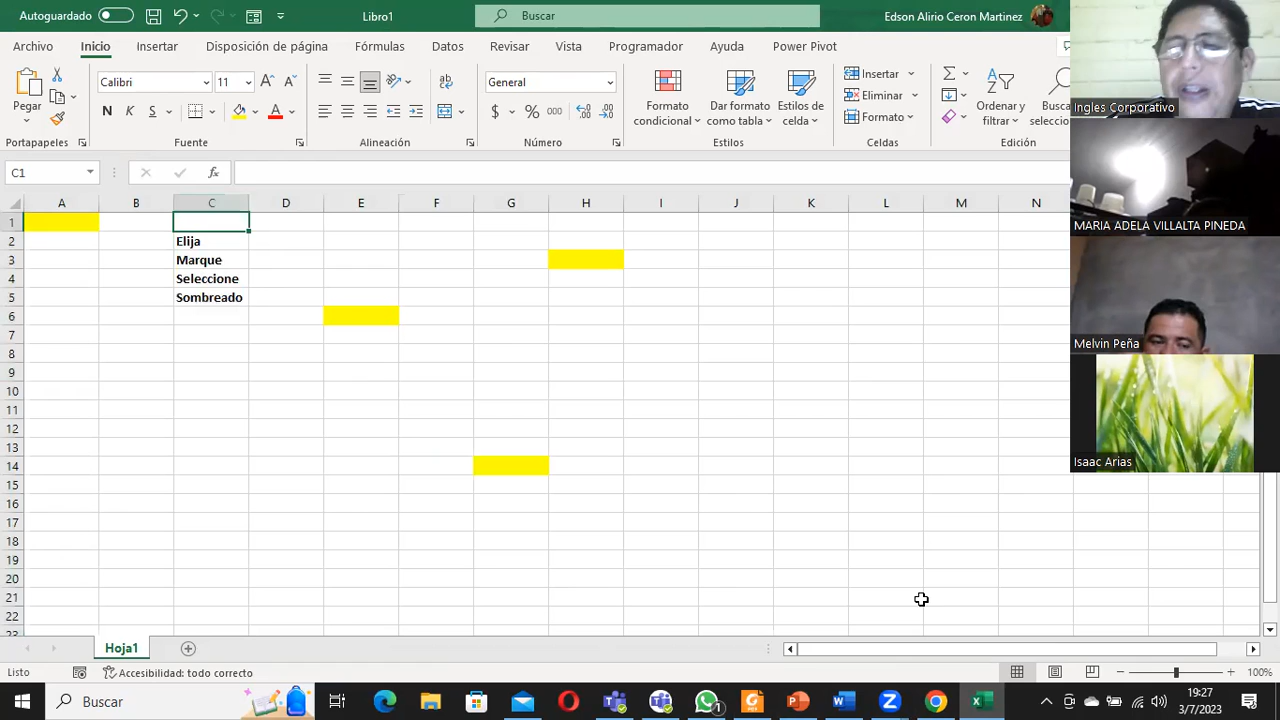 Autoguardado
Libro1
Buscar
Edson Alirio Ceron Martinez
Archivo Inicio Insertar Disposición de página Fórmulas Datos Revisar Vista Programador Ayuda Power Pivot
Pegar
Calibri 11
N K S
General
$ % 000
Formato condicional
Dar formato como tabla
Estilos de celda
Insertar
Eliminar
Formato
Ordenar y filtrar
Portapapeles Fuente Alineación Número Estilos Celdas Edición
C1 fx
A B C D E F G H I J K L M N
1
2 Elija
3 Marque
4 Seleccione
5 Sombreado
6
7
8
9
10
11
12
13
14
15
16
17
18
19
20
21
22
23
Ingles Corporativo
MARIA ADELA VILLALTA PINEDA
Melvin Peña
Isaac Arias
Hoja1
Listo Accesibilidad: todo correcto 100%
Buscar
19:27
3/7/2023